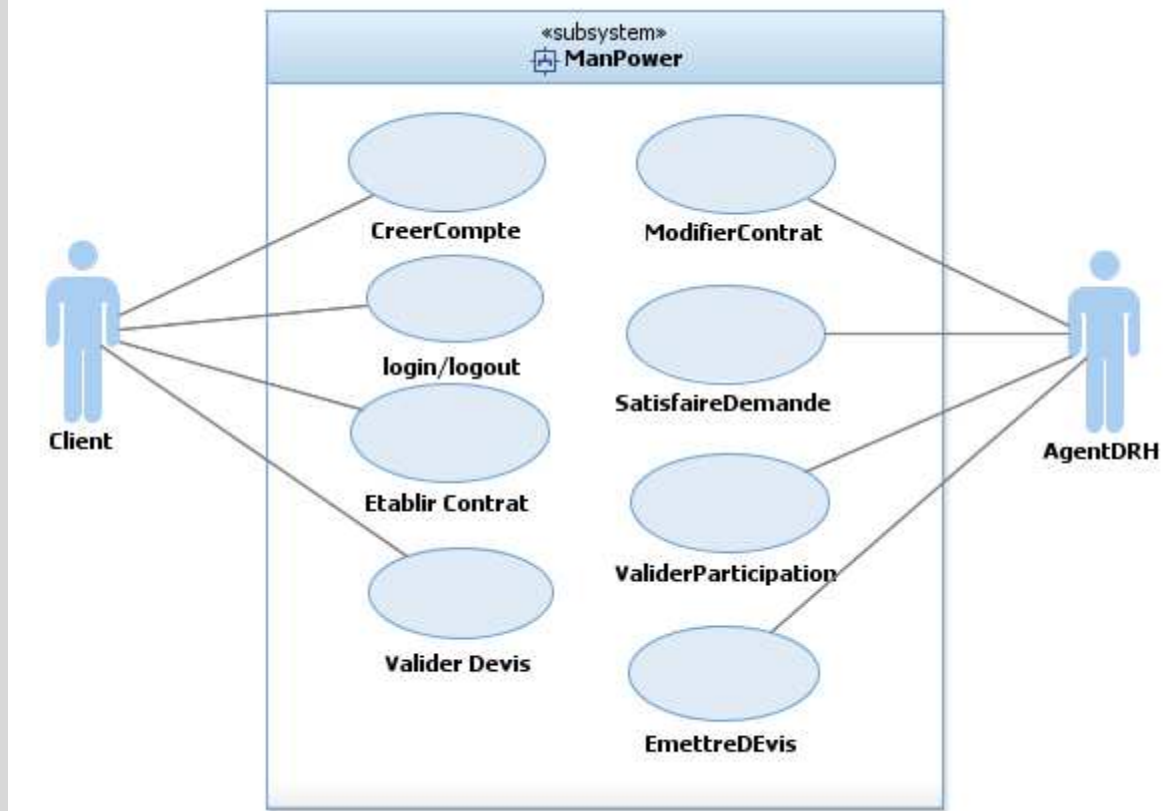 «subsystem»
ManPower
CreerCompte
ModifierContrat
login/logout
SatisfaireDemande
Client
AgentDRH
Etablir Contrat
ValiderParticipation
Valider Devis
EmettreDEvis